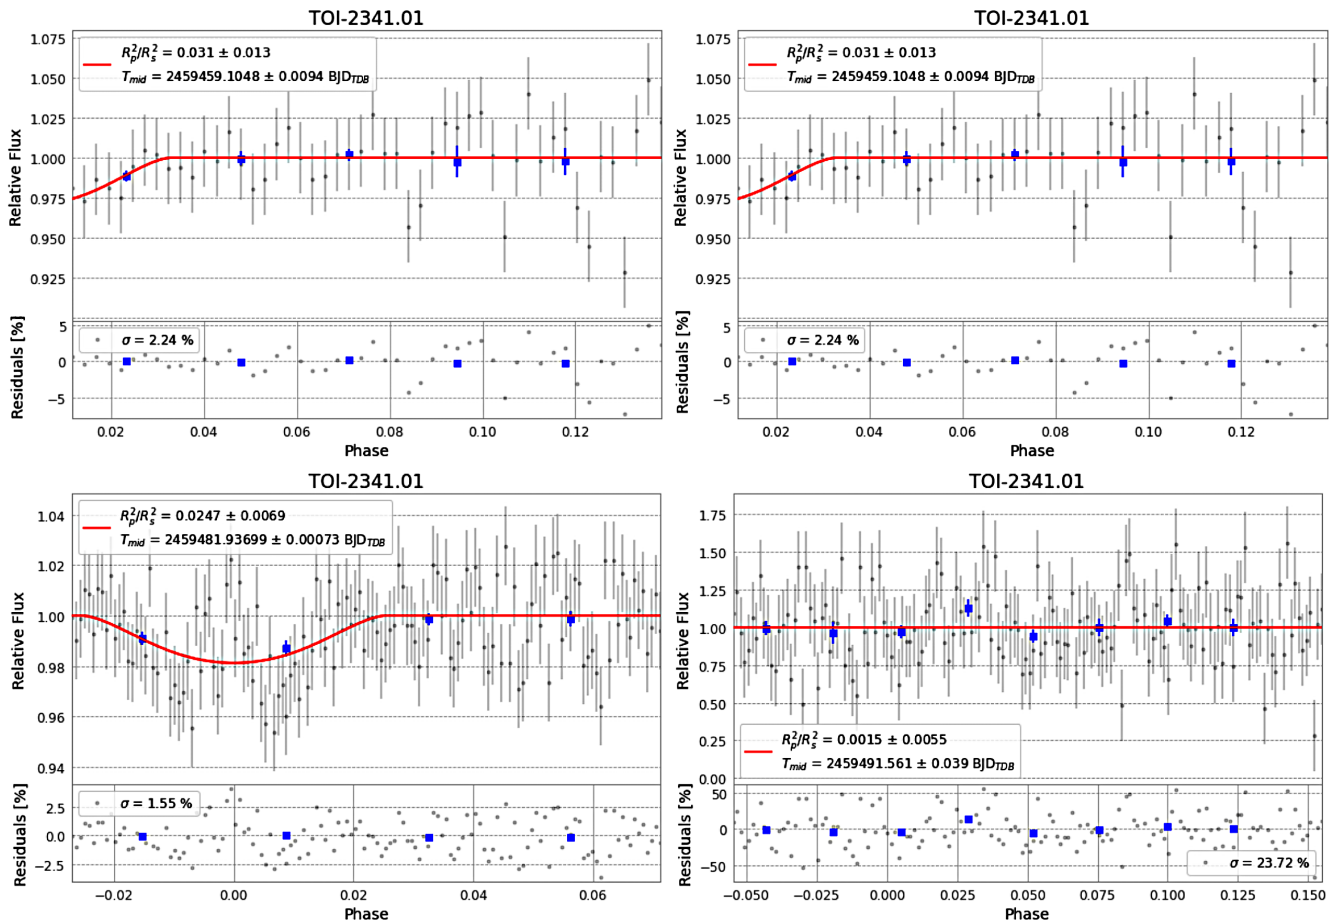 TOI-2341.01
1.075
1.050
1.025
1.000
0.975
0.950
0.925
Relative Flux
R_p^2/R_s^2 = 0.031 ± 0.013
T_mid = 2459459.1048 ± 0.0094 BJD_TDB
5
0
−5
Residuals [%]
σ = 2.24 %
0.02 0.04 0.06 0.08 0.10 0.12
Phase
TOI-2341.01
1.075
1.050
1.025
1.000
0.975
0.950
0.925
Relative Flux
R_p^2/R_s^2 = 0.031 ± 0.013
T_mid = 2459459.1048 ± 0.0094 BJD_TDB
5
0
−5
Residuals [%]
σ = 2.24 %
0.02 0.04 0.06 0.08 0.10 0.12
Phase
TOI-2341.01
1.04
1.02
1.00
0.98
0.96
0.94
Relative Flux
R_p^2/R_s^2 = 0.0247 ± 0.0069
T_mid = 2459481.93699 ± 0.00073 BJD_TDB
2.5
0.0
−2.5
Residuals [%]
σ = 1.55 %
−0.02 0.00 0.02 0.04 0.06
Phase
TOI-2341.01
1.75
1.50
1.25
1.00
0.75
0.50
0.25
0.00
Relative Flux
R_p^2/R_s^2 = 0.0015 ± 0.0055
T_mid = 2459491.561 ± 0.039 BJD_TDB
50
0
−50
Residuals [%]
σ = 23.72 %
−0.050 −0.025 0.000 0.025 0.050 0.075 0.100 0.125 0.150
Phase